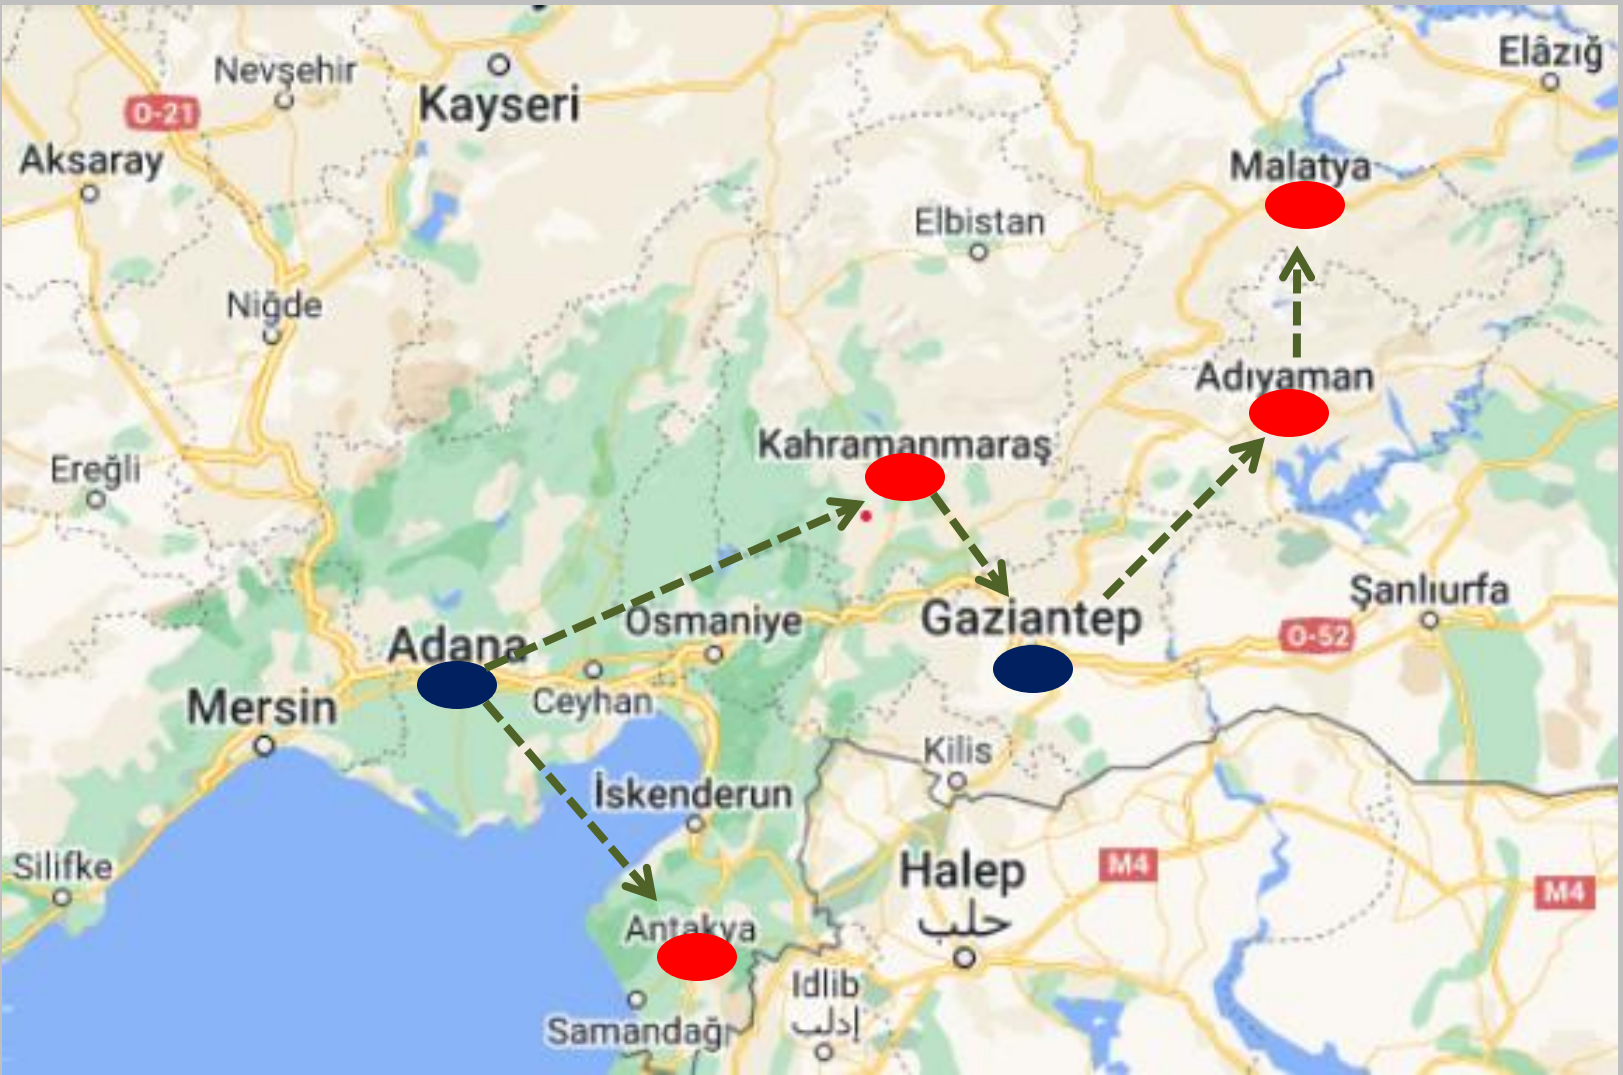 Elâzığ
Nevşehir
Kayseri
O-21
Aksaray
Malatya
Elbistan
Niğde
Adıyaman
Kahramanmaraş
Ereğli
Şanlıurfa
Gaziantep
Osmaniye
O-52
Adana
Ceyhan
Mersin
Kilis
İskenderun
Silifke
Halep
حلب
M4
M4
Antakya
Idlib
إدلب
Samandağ